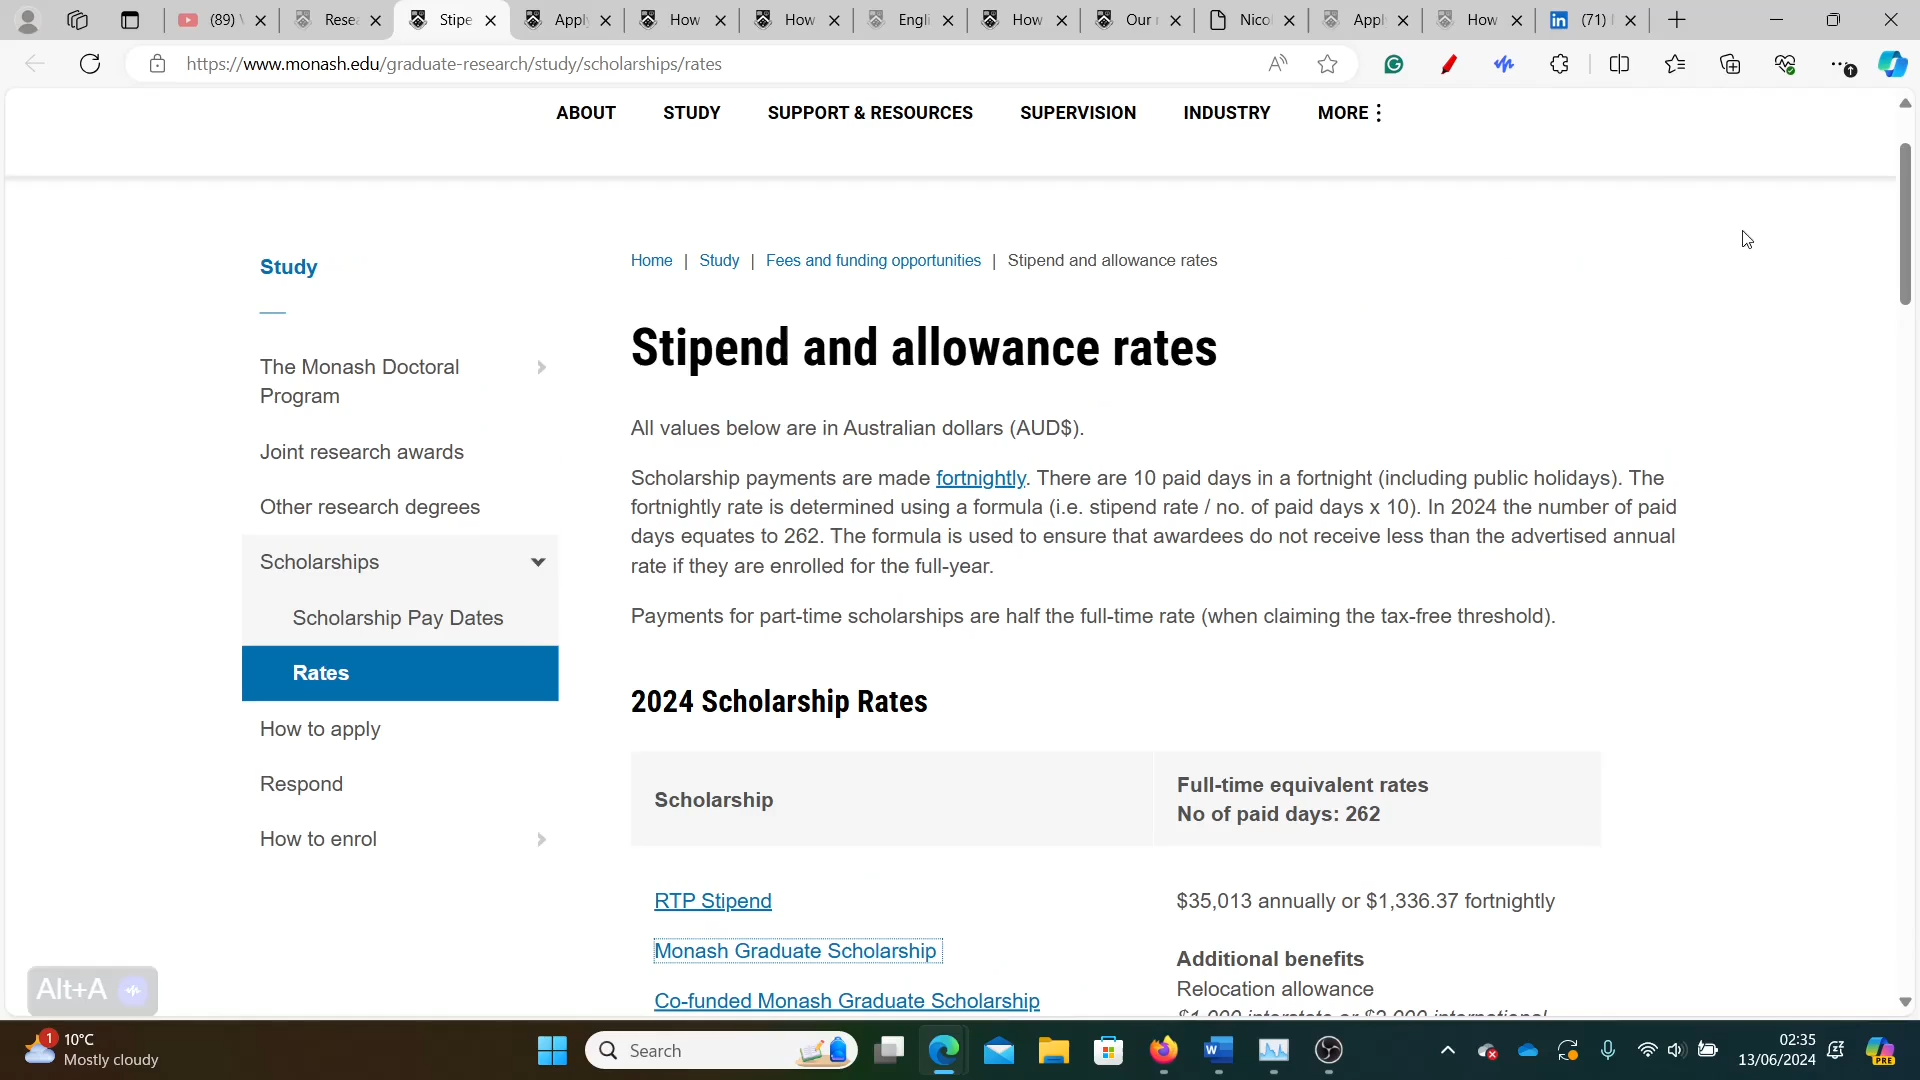 (89)
Rese
Stipe
Apply
How
How
Engli
How
Our
Nico
Appl
How
in
(71)
https://www.monash.edu/graduate-research/study/scholarships/rates
ABOUT
STUDY
SUPPORT & RESOURCES
SUPERVISION
INDUSTRY
MORE
Study
Home | Study | Fees and funding opportunities | Stipend and allowance rates
Stipend and allowance rates
The Monash Doctoral
Program
Joint research awards
Other research degrees
Scholarships
Scholarship Pay Dates
Rates
How to apply
Respond
How to enrol
All values below are in Australian dollars (AUD$).
Scholarship payments are made fortnightly. There are 10 paid days in a fortnight (including public holidays). The
fortnightly rate is determined using a formula (i.e. stipend rate / no. of paid days x 10). In 2024 the number of paid
days equates to 262. The formula is used to ensure that awardees do not receive less than the advertised annual
rate if they are enrolled for the full-year.
Payments for part-time scholarships are half the full-time rate (when claiming the tax-free threshold).
2024 Scholarship Rates
Scholarship
Full-time equivalent rates
No of paid days: 262
RTP Stipend
Monash Graduate Scholarship
Co-funded Monash Graduate Scholarship
$35,013 annually or $1,336.37 fortnightly
Additional benefits
Relocation allowance
Alt+A
1
10°C
Mostly cloudy
Search
02:35
13/06/2024
PRE